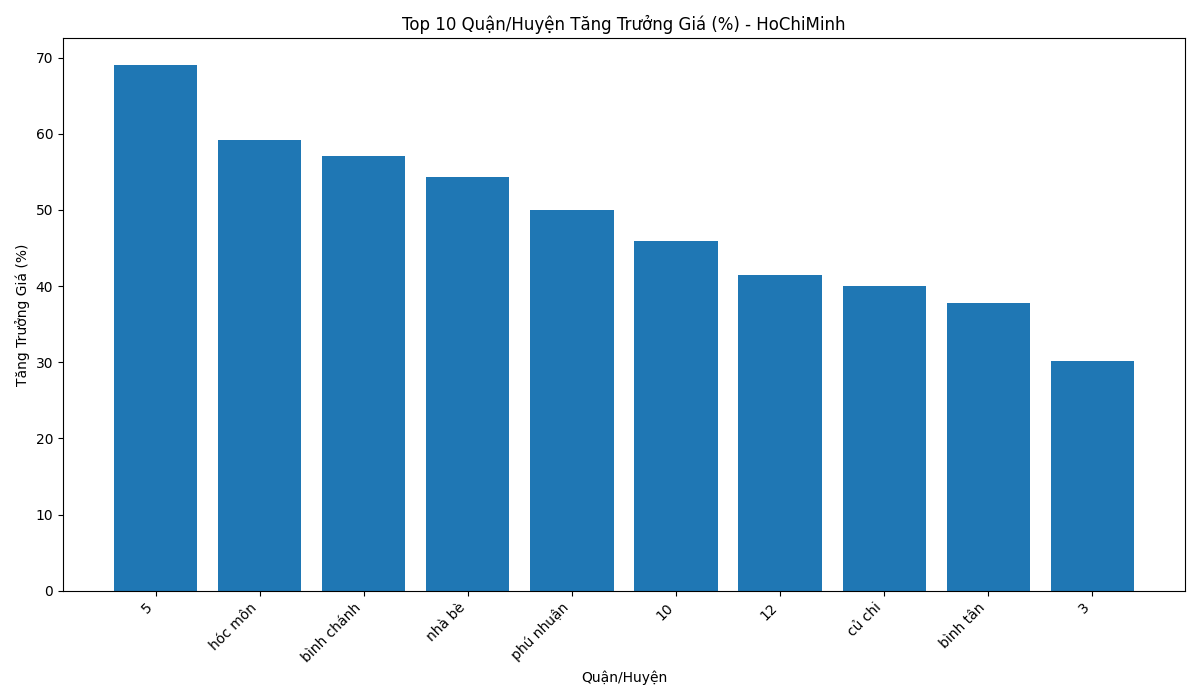 Top 10 Quận/Huyện Tăng Trưởng Giá (%) - HoChiMinh
Tăng Trưởng Giá (%)
70
60
50
40
30
20
10
0
5
hóc môn
bình chánh
nhà bè
phú nhuận
10
12
củ chi
bình tân
3
Quận/Huyện